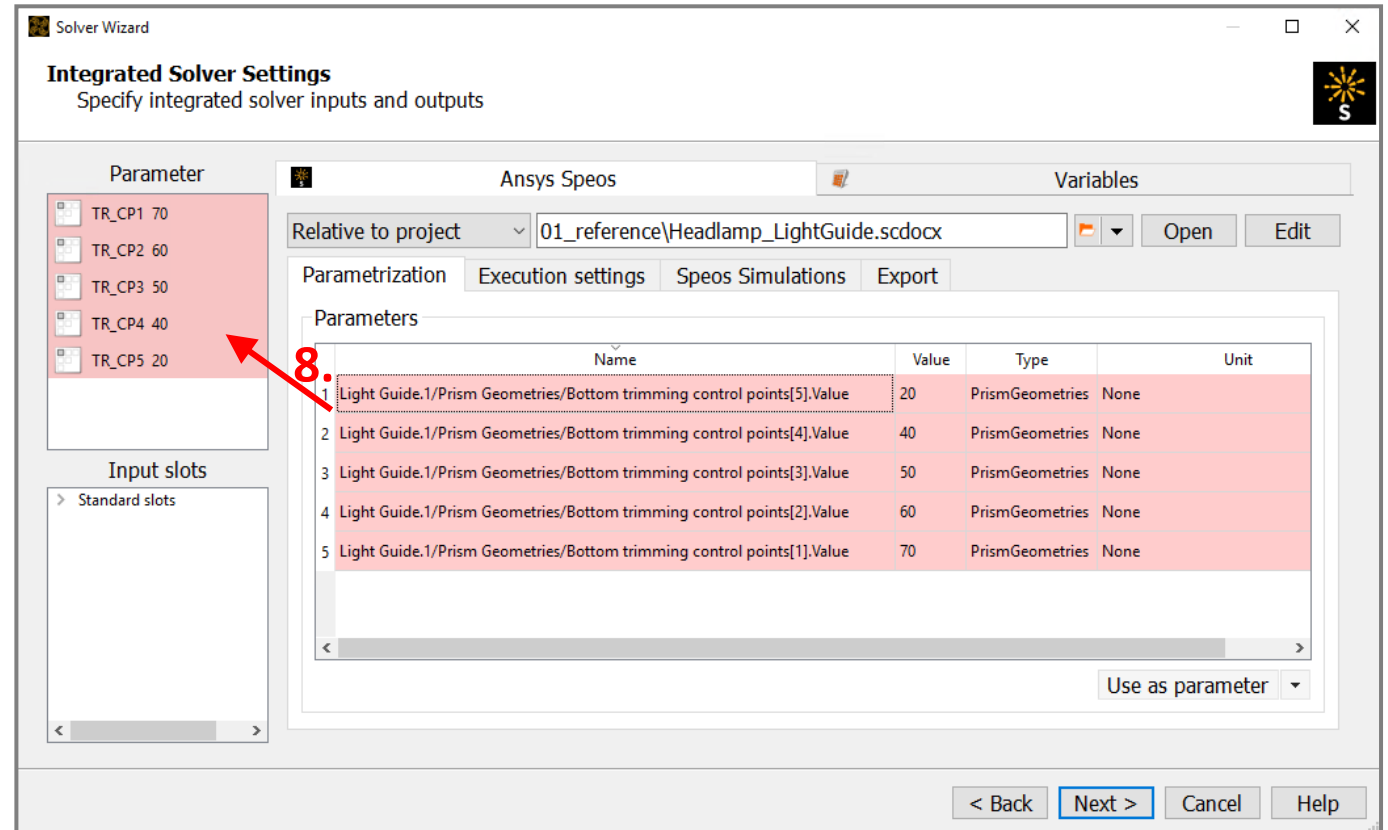 Solver Wizard
Integrated Solver Settings
Specify integrated solver inputs and outputs
S
Parameter
TR_CP1 70
TR_CP2 60
TR_CP3 50
TR_CP4 40
TR_CP5 20
Input slots
Standard slots
Ansys Speos
Variables
Relative to project
01_reference\Headlamp_LightGuide.scdocx
Open
Edit
Parametrization Execution settings Speos Simulations Export
Parameters
8.
Name Value Type Unit
1 Light Guide.1/Prism Geometries/Bottom trimming control points[5].Value 20 PrismGeometries None
2 Light Guide.1/Prism Geometries/Bottom trimming control points[4].Value 40 PrismGeometries None
3 Light Guide.1/Prism Geometries/Bottom trimming control points[3].Value 50 PrismGeometries None
4 Light Guide.1/Prism Geometries/Bottom trimming control points[2].Value 60 PrismGeometries None
5 Light Guide.1/Prism Geometries/Bottom trimming control points[1].Value 70 PrismGeometries None
Use as parameter
< Back Next > Cancel Help